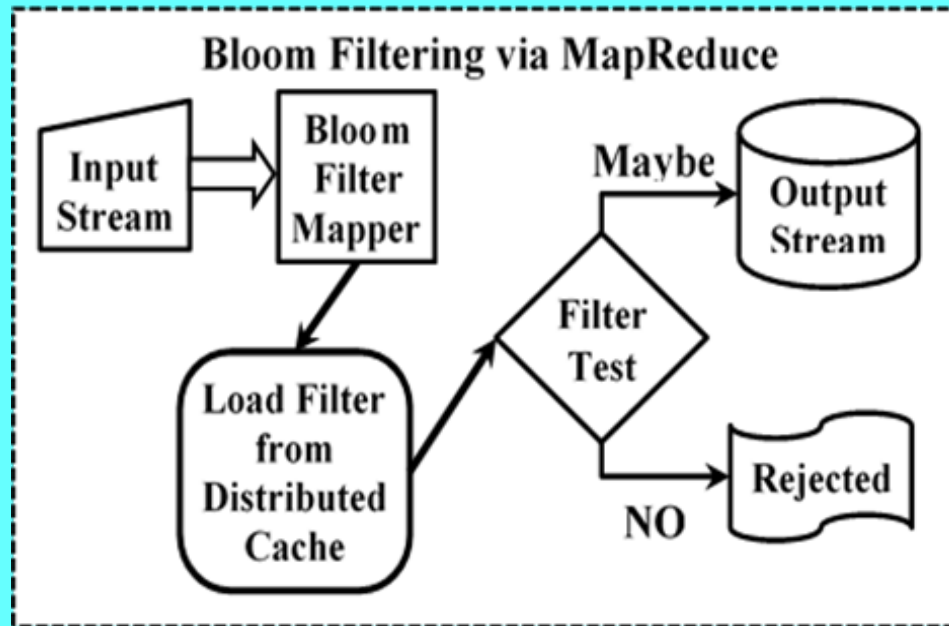 Bloom Filtering via MapReduce
Input
Stream
Bloom
Filter
Mapper
Load Filter
from
Distributed
Cache
Filter
Test
Maybe
Output
Stream
NO
Rejected